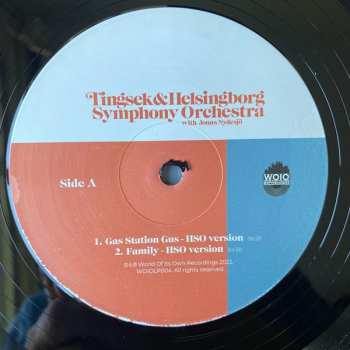 Tingsek&Helsingborg
Symphony Orchestra
with Jonas Nydesjö
Side A
WOIO
1. Gas Station Gas - HSO version
2. Family - HSO version
℗&© World Of Its Own Recordings 2022.
WOIOLP004. All rights reserved.